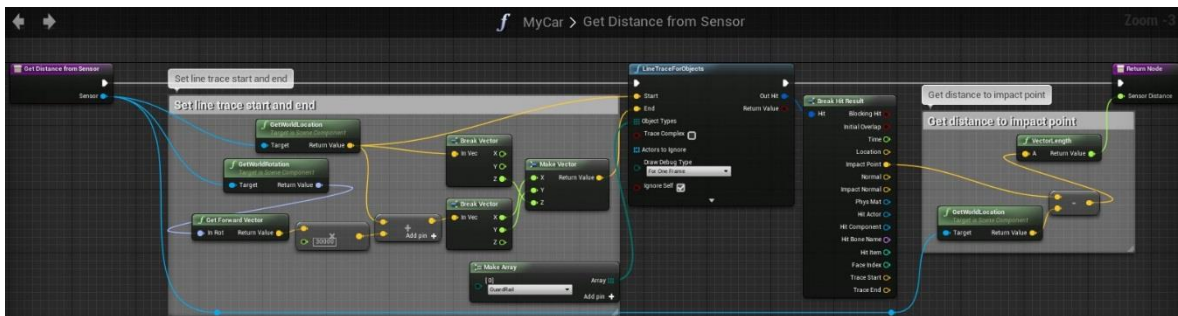 f MyCar > Get Distance from Sensor
Zoom -3
Get Distance from Sensor
Sensor
Set line trace start and end
Set line trace start and end
f GetWorldLocation
Target is Scene Component
Target Return Value
f GetWorldRotation
Target is Scene Component
Target Return Value
f Get Forward Vector
In Rot Return Value
×
30000
+
Add pin +
Break Vector
In Vec X
Y
Z
Break Vector
In Vec X
Y
Z
Make Vector
X Return Value
Y
Z
Make Array
[0] Array
GuardRail
Add pin +
f LineTraceForObjects
Start Out Hit
End Return Value
Object Types
Trace Complex
Actors to Ignore
Draw Debug Type
For One Frame
Ignore Self
Break Hit Result
Hit Blocking Hit
Initial Overlap
Time
Location
Impact Point
Normal
Impact Normal
Phys Mat
Hit Actor
Hit Component
Hit Bone Name
Hit Item
Face Index
Trace Start
Trace End
Get distance to impact point
Get distance to impact point
f VectorLength
A Return Value
f GetWorldLocation
Target is Scene Component
Target Return Value
-
Return Node
Sensor Distance